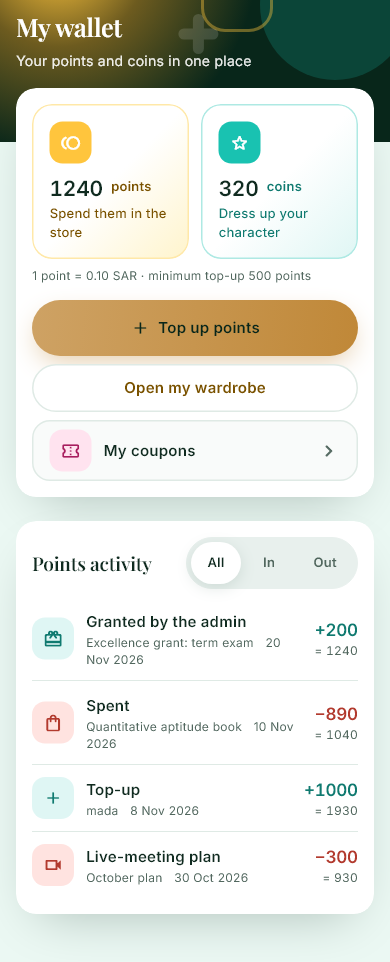 My wallet
Your points and coins in one place
1240 points
Spend them in the
store
320 coins
Dress up your
character
1 point = 0.10 SAR · minimum top-up 500 points
+ Top up points
Open my wardrobe
My coupons
Points activity
All In Out
Granted by the admin
+200
Excellence grant: term exam 20
Nov 2026
= 1240
Spent
−890
Quantitative aptitude book 10 Nov
2026
= 1040
Top-up
+1000
mada 8 Nov 2026
= 1930
Live-meeting plan
−300
October plan 30 Oct 2026
= 930